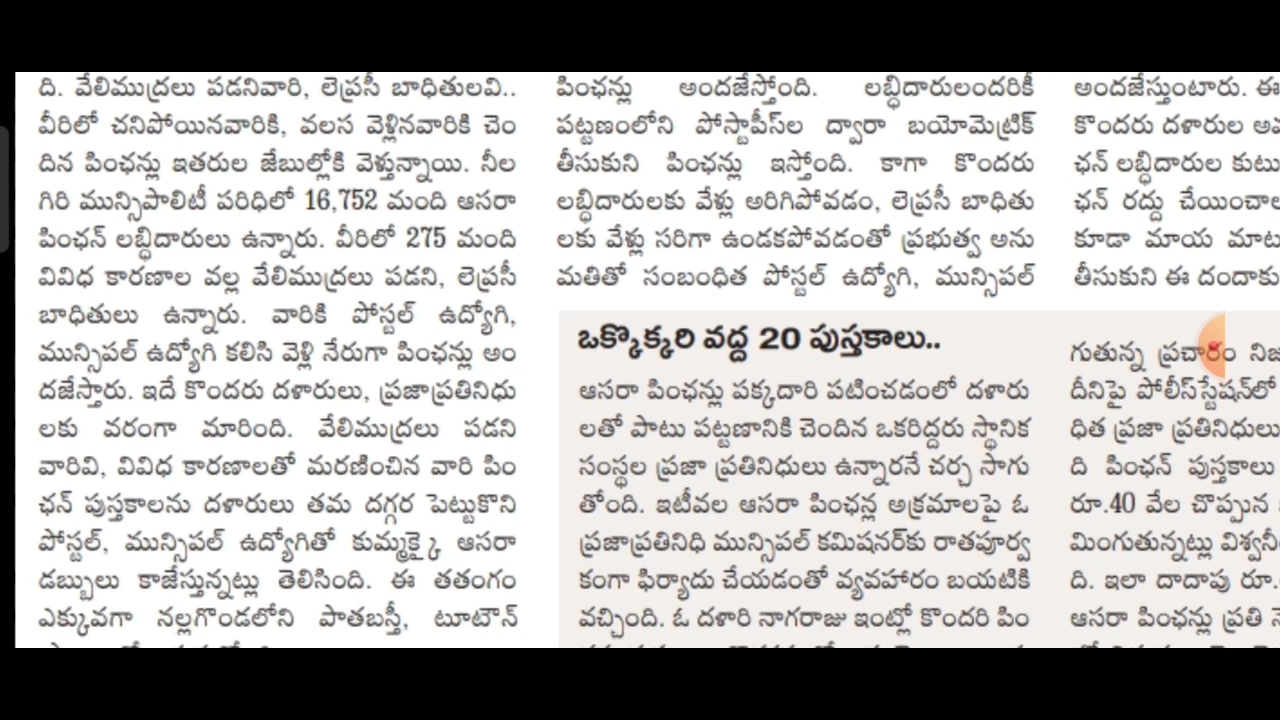 ది. వేలిముద్రలు పడనివారి, లెప్రసీ బాధితులవి..
వీరిలో చనిపోయినవారికి, వలస వెళ్లినవారికి చెం
దిన పింఛన్లు ఇతరుల జేబుల్లోకి వెళ్తున్నాయి. నీల
గిరి మున్సిపాలిటీ పరిధిలో 16,752 మంది ఆసరా
పింఛన్ లబ్ధిదారులు ఉన్నారు. వీరిలో 275 మంది
వివిధ కారణాల వల్ల వేలిముద్రలు పడని, లెప్రసీ
బాధితులు ఉన్నారు. వారికి పోస్టల్ ఉద్యోగి,
మున్సిపల్ ఉద్యోగి కలిసి వెళ్లి నేరుగా పింఛన్లు అం
దజేస్తారు. ఇదే కొందరు దళారులు, ప్రజాప్రతినిధు
లకు వరంగా మారింది. వేలిముద్రలు పడని
వారివి, వివిధ కారణాలతో మరణించిన వారి పిం
ఛన్ పుస్తకాలను దళారులు తమ దగ్గర పెట్టుకొని
పోస్టల్, మున్సిపల్ ఉద్యోగితో కుమ్మక్కై ఆసరా
డబ్బులు కాజేస్తున్నట్లు తెలిసింది. ఈ తతంగం
ఎక్కువగా నల్లగొండలోని పాతబస్తీ, టూటౌన్
పింఛన్లు అందజేస్తోంది. లబ్ధిదారులందరికీ
పట్టణంలోని పోస్టాపీస్‌ల ద్వారా బయోమెట్రిక్
తీసుకుని పింఛన్లు ఇస్తోంది. కాగా కొందరు
లబ్ధిదారులకు వేళ్లు అరిగిపోవడం, లెప్రసీ బాధితు
లకు వేళ్లు సరిగా ఉండకపోవడంతో ప్రభుత్వ అను
మతితో సంబంధిత పోస్టల్ ఉద్యోగి, మున్సిపల్
అందజేస్తుంటారు. ఈ
కొందరు దళారుల
ఛన్ లబ్ధిదారుల
ఛన్ రద్దు
కూడా మాయ
తీసుకుని ఈ
ఒక్కొక్కరి వద్ద 20 పుస్తకాలు..
ఆసరా పింఛన్లు పక్కదారి పటించడంలో దళారు
లతో పాటు పట్టణానికి చెందిన ఒకరిద్దరు స్థానిక
సంస్థల ప్రజా ప్రతినిధులు ఉన్నారనే చర్చ సాగు
తోంది. ఇటీవల ఆసరా పింఛన్ల అక్రమాలపై ఓ
ప్రజాప్రతినిధి మున్సిపల్ కమిషనర్‌కు రాతపూర్వ
కంగా ఫిర్యాదు చేయడంతో వ్యవహారం బయటికి
వచ్చింది. ఓ దళారి నాగరాజు ఇంట్లో కొందరి పిం
గుతున్న ప్రచారం
దీనిపై పోలీస్‌స్టేషన్‌లో
ధిత ప్రజా ప్రతినిధులు
ది పింఛన్ పుస్తకాలు
రూ.40 వేల చొప్పున
మింగుతున్నట్లు
ది. ఇలా దాదాపు
ఆసరా పింఛన్లు ప్రతి